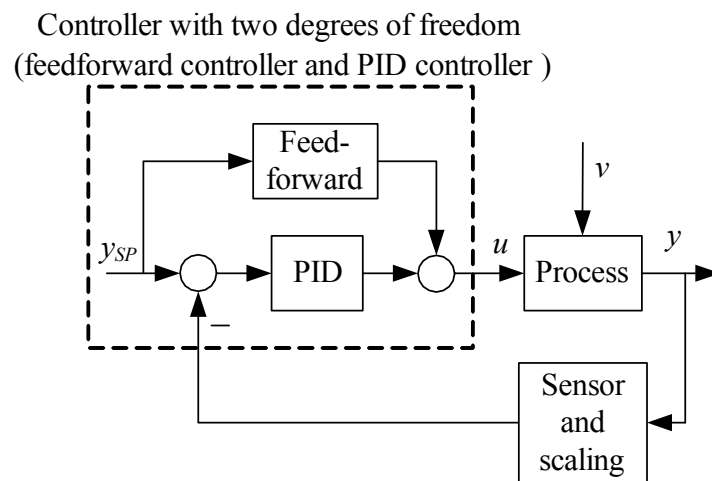 Controller with two degrees of freedom
(feedforward controller and PID controller )
Feed-
forward
v
ySP
PID
u
Process
y
–
Sensor
and
scaling